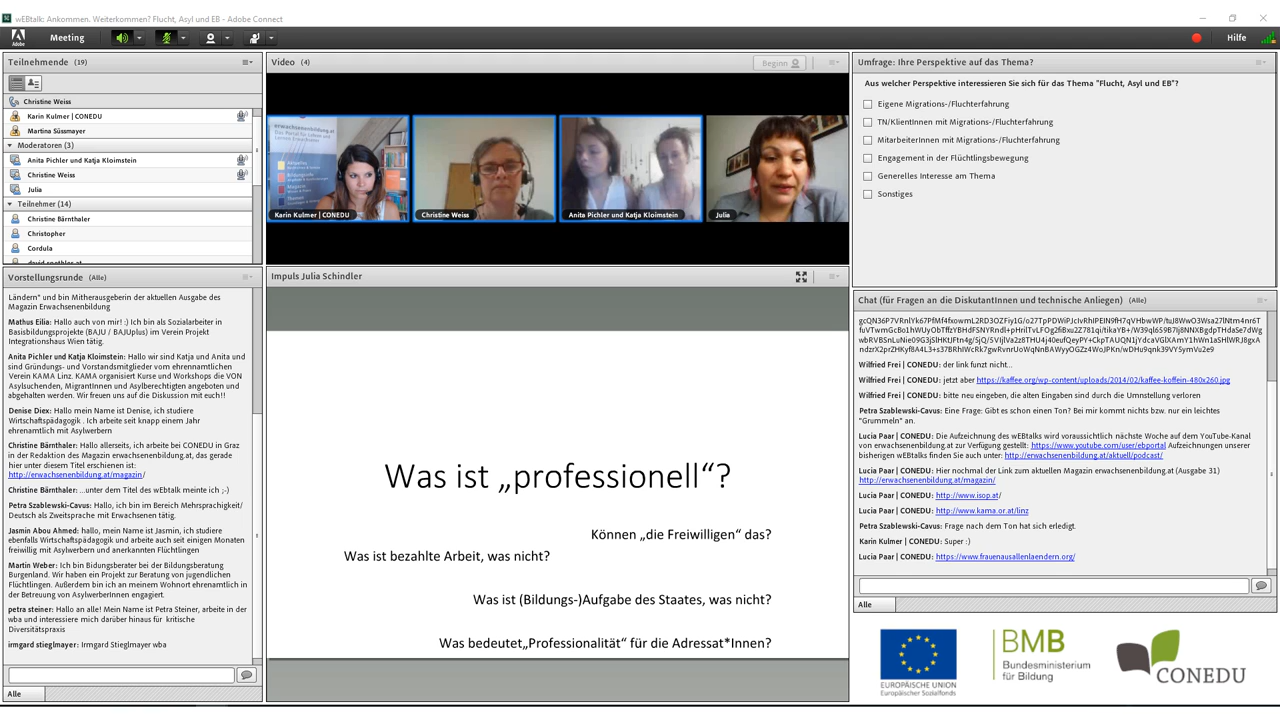 wEBtalk: Ankommen. Weiterkommen? Flucht, Asyl und EB - Adobe Connect
Adobe
Meeting
Hilfe
Teilnehmende (19)
Christine Weiss
Karin Kulmer | CONEDU
Martina Süssmayer
Moderatoren (3)
Anita Pichler und Katja Kloimstein
Christine Weiss
Julia
Teilnehmer (14)
Christine Bärnthaler
Christopher
Cordula
Vorstellungsrunde (Alle)
Ländern" und bin Mitherausgeberin der aktuellen Ausgabe des
Magazin Erwachsenenbildung
Mathus Eilia: Hallo auch von mir! :) Ich bin als Sozialarbeiter in
Basisbildungsprojekte (BAJU / BAJUplus) im Verein Projekt
Integrationshaus Wien tätig.
Anita Pichler und Katja Kloimstein: Hallo wir sind Katja und Anita und
sind Gründungs- und Vorstandsmitglieder vom ehrenamtlichen
Verein KAMA Linz. KAMA organisiert Kurse und Workshops die VON
Asylsuchenden, MigrantInnen und Asylberechtigten angeboten und
abgehalten werden. Wir freuen uns auf die Diskussion mit euch!!
Denise Diex: Hallo mein Name ist Denise, ich studiere
Wirtschaftspädagogik . Ich arbeite seit knapp einem Jahr
ehrenamtlich mit Asylwerbern
Christine Bärnthaler: Hallo allerseits, ich arbeite bei CONEDU in Graz
in der Redaktion des Magazin erwachsenenbildung.at, das gerade
hier unter diesem Titel erschienen ist:
http://erwachsenenbildung.at/magazin/
Christine Bärnthaler: ...unter dem Titel des wEbtalk meinte ich ;-)
Petra Szablewski-Cavus: Hallo, ich bin im Bereich Mehrsprachigkeit/
Deutsch als Zweitsprache mit Erwachsenen tätig.
Jasmin Abou Ahmed: hallo, mein Name ist Jasmin, ich studiere
ebenfalls Wirtschaftspädagogik und arbeite auch seit einigen Monaten
freiwillig mit Asylwerbern und anerkannten Flüchtlingen
Martin Weber: Ich bin Bildungsberater bei der Bildungsberatung
Burgenland. Wir haben ein Projekt zur Beratung von jugendlichen
Flüchtlingen. Außerdem bin ich an meinem Wohnort ehrenamtlich in
der Betreuung von AsylwerberInnen engagiert.
petra steiner: Hallo an alle! Mein Name ist Petra Steiner, arbeite in der
wba und interessiere mich darüber hinaus für kritische
Diversitätspraxis
irmgard stieglmayer: Irmgard Stieglmayer wba
Alle
Video (4)
Beginn
erwachsenenbildung.at
Karin Kulmer | CONEDU
Christine Weiss
Anita Pichler und Katja Kloimstein
Julia
Impuls Julia Schindler
Was ist „professionell“?
Können „die Freiwilligen“ das?
Was ist bezahlte Arbeit, was nicht?
Was ist (Bildungs-)Aufgabe des Staates, was nicht?
Was bedeutet„Professionalität“ für die Adressat*Innen?
Umfrage: Ihre Perspektive auf das Thema?
Aus welcher Perspektive interessieren Sie sich für das Thema "Flucht, Asyl und EB"?
Eigene Migrations-/Fluchterfahrung
TN/KlientInnen mit Migrations-/Fluchterfahrung
MitarbeiterInnen mit Migrations-/Fluchterfahrung
Engagement in der Flüchtlingsbewegung
Generelles Interesse am Thema
Sonstiges
Chat (für Fragen an die DiskutantInnen und technische Anliegen) (Alle)
Wilfried Frei | CONEDU: der link funzt nicht...
Wilfried Frei | CONEDU: jetzt aber https://kaffee.org/wp-content/uploads/2014/02/kaffee-koffein-480x260.jpg
Wilfried Frei | CONEDU: bitte neu eingeben, die alten Eingaben sind durch die Umnstellung verloren
Petra Szablewski-Cavus: Eine Frage: Gibt es schon einen Ton? Bei mir kommt nichts bzw. nur ein leichtes
"Grummeln" an.
Lucia Paar | CONEDU: Die Aufzeichnung des wEBtalks wird voraussichtlich nächste Woche auf dem YouTube-Kanal
von erwachsenenbildung.at zur Verfügung gestellt: https://www.youtube.com/user/ebportal Aufzeichnungen unserer
bisherigen wEBtalks finden Sie auch unter: http://erwachsenenbildung.at/aktuell/podcast/
Lucia Paar | CONEDU: Hier nochmal der Link zum aktuellen Magazin erwachsenenbildung.at (Ausgabe 31)
http://erwachsenenbildung.at/magazin/
Lucia Paar | CONEDU: http://www.isop.at/
Lucia Paar | CONEDU: http://www.kama.or.at/linz
Petra Szablewski-Cavus: Frage nach dem Ton hat sich erledigt.
Karin Kulmer | CONEDU: Super :)
Lucia Paar | CONEDU: https://www.frauenausallenlaendern.org/
Alle
EUROPÄISCHE UNION
Europäischer Sozialfonds
BMB
Bundesministerium
für Bildung
CONEDU